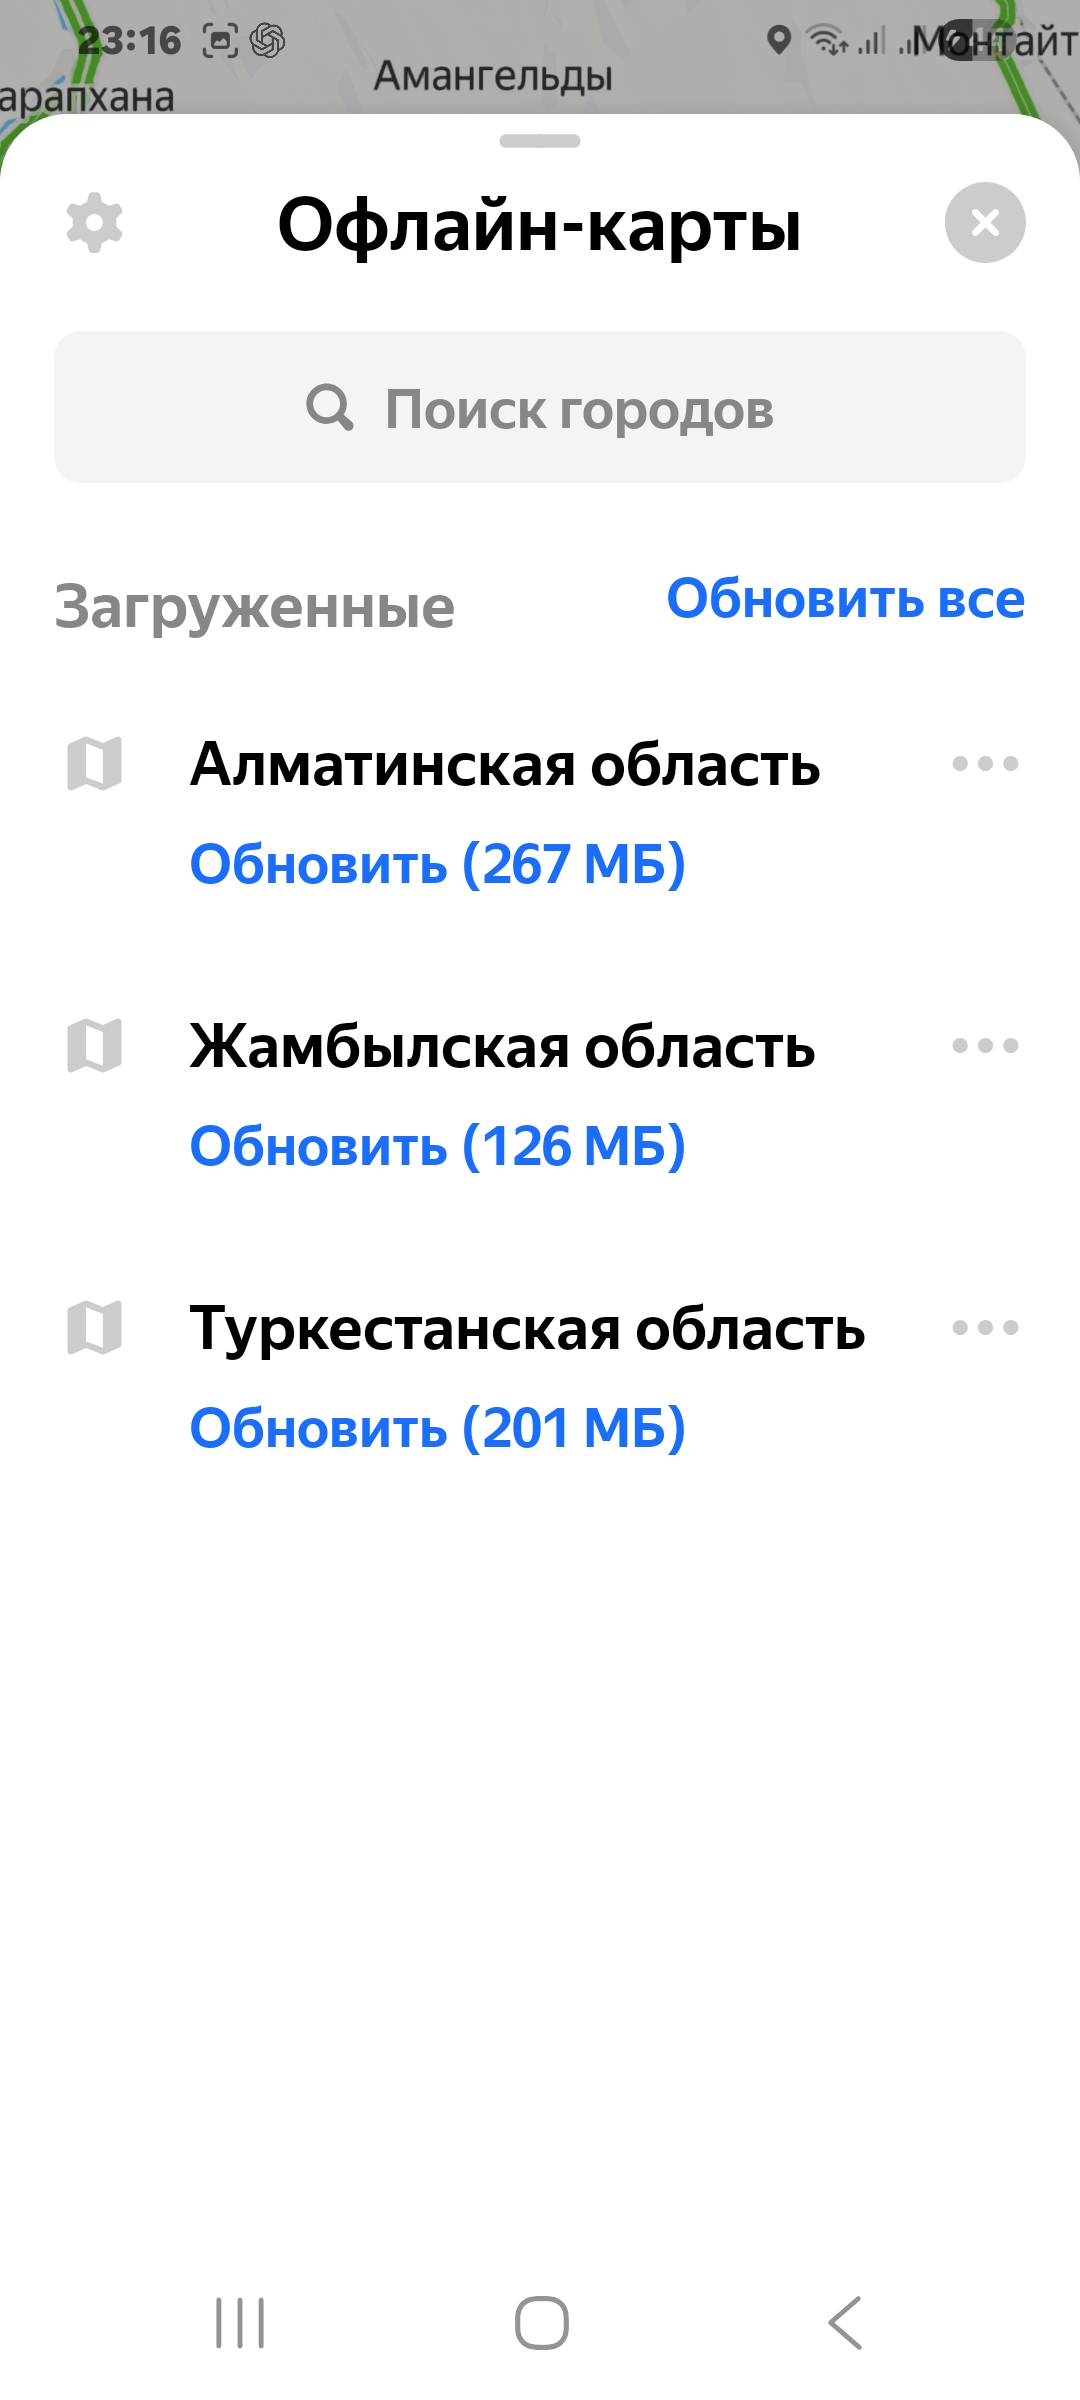 23:16
Амангельды
арапхана
Офлайн-карты
Поиск городов
Загруженные
Обновить все
Алматинская область
Обновить (267 МБ)
Жамбылская область
Обновить (126 МБ)
Туркестанская область
Обновить (201 МБ)